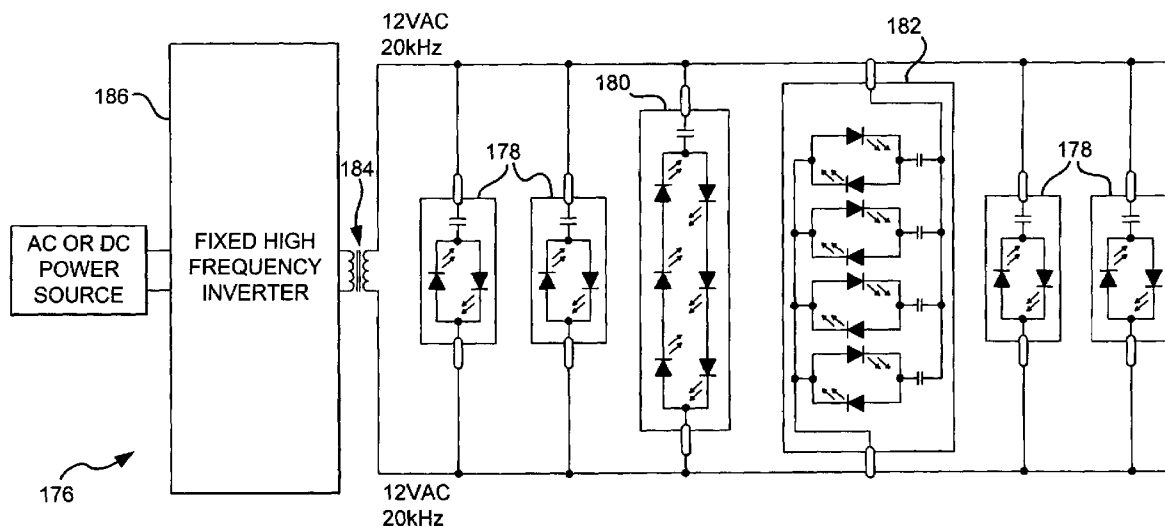 12VAC
20kHz
182
186
180
184
178
178
AC OR DC
POWER
SOURCE
FIXED HIGH
FREQUENCY
INVERTER
176
12VAC
20kHz